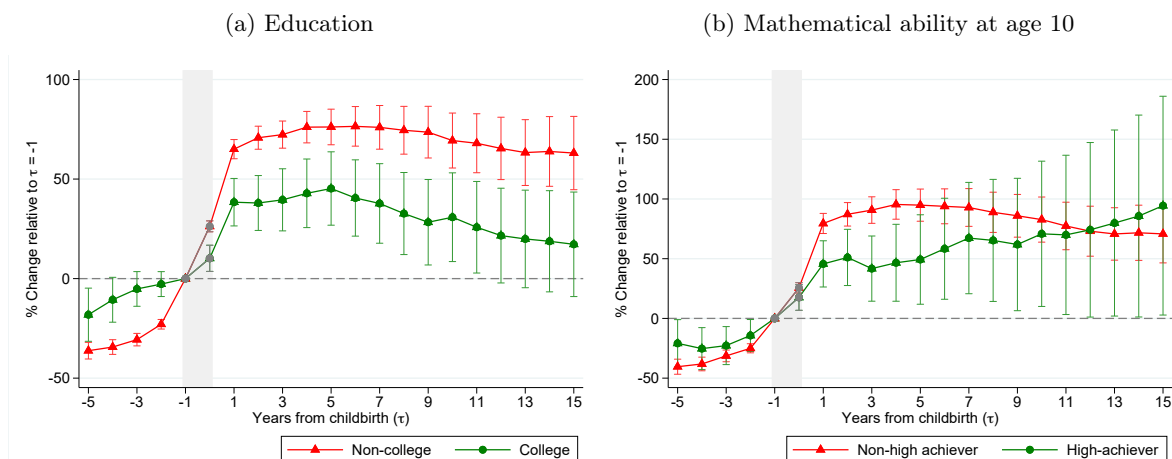 (a) Education
100
50
0
-50
% Change relative to τ = -1
-5 -3 -1 1 3 5 7 9 11 13 15
Years from childbirth (τ)
Non-college College
(b) Mathematical ability at age 10
200
150
100
50
0
-50
% Change relative to τ = -1
-5 -3 -1 1 3 5 7 9 11 13 15
Years from childbirth (τ)
Non-high achiever High-achiever